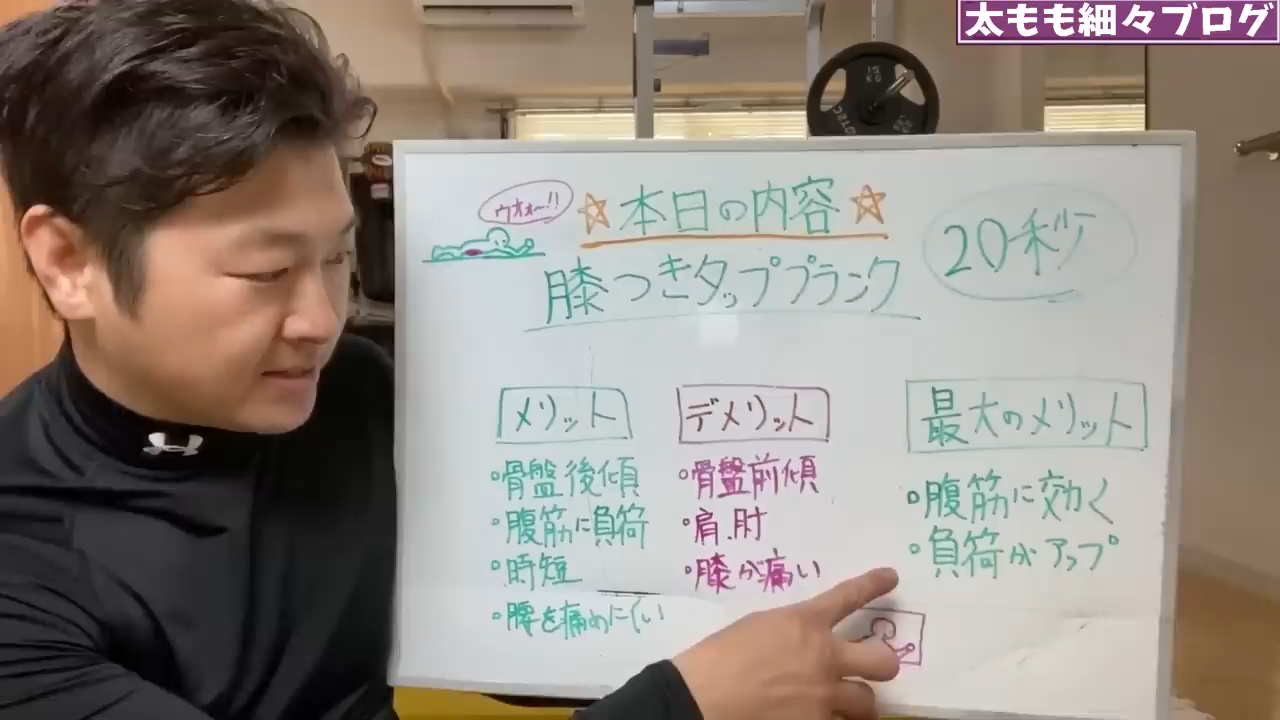 太もも細々ブログ
ウオォー!!
☆本日の内容☆
膝つきタッププランク
20秒
メリット
・骨盤後傾
・腹筋に負荷
・時短
・腰を痛めにくい
デメリット
・骨盤前傾
・肩.肘
・膝が痛い
最大のメリット
・腹筋に効く
・負荷がアップ
15